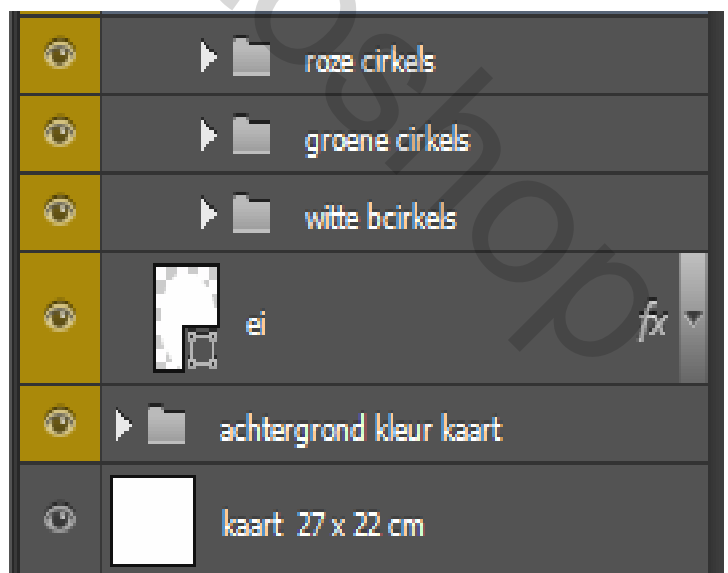 roze cirkels
groene cirkels
witte bcirkels
ei fx
achtergrond kleur kaart
kaart 27 x 22 cm